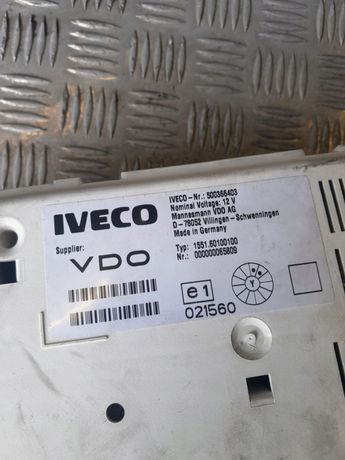 IVECO
IVECO-Nr.: 500366403
Nominal Voltage: 12 V
Mannesmann VDO AG
D-78052 Villingen-Schwenningen
Made in Germany
Supplier:
VDO
Typ: 1551.60100100
Nr.: 000000065809
e1
021560